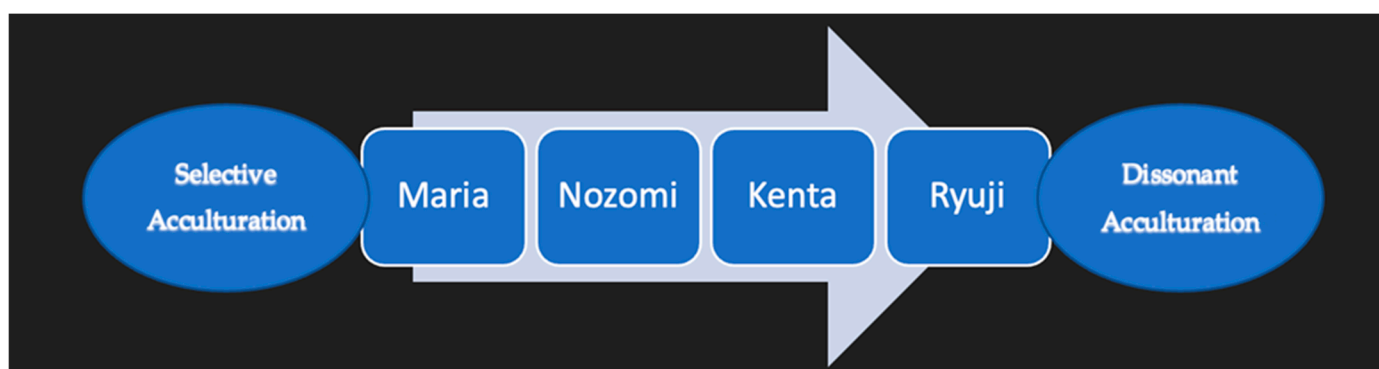 Selective
Acculturation
Maria
Nozomi
Kenta
Ryuji
Dissonant
Acculturation